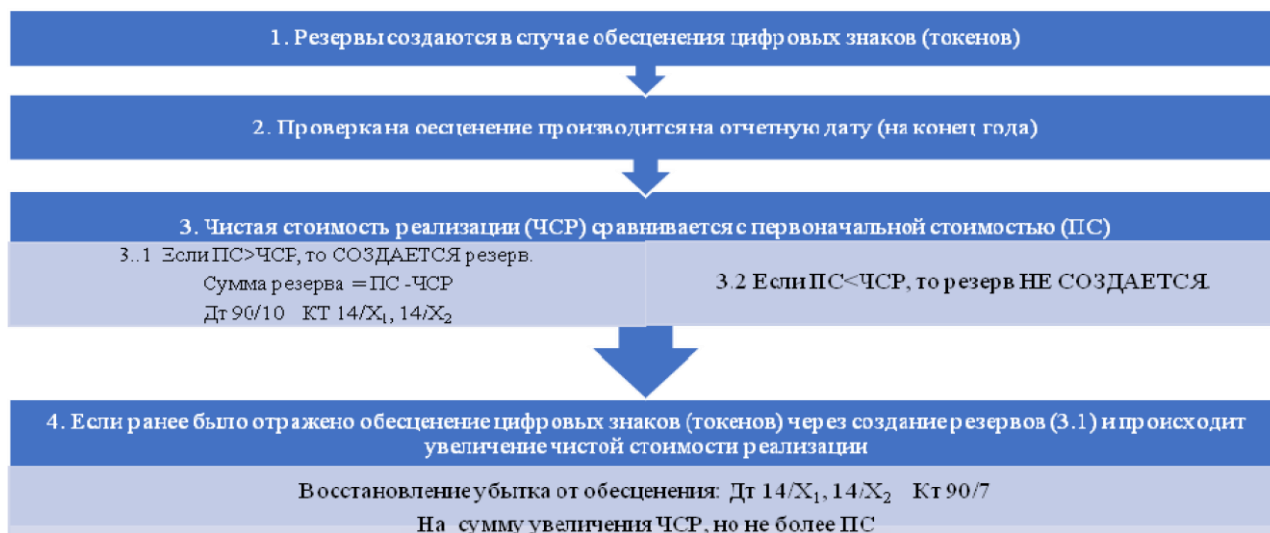 1. Резервы создаются в случае обесценения цифровых знаков (токенов)
2. Проверка на оесценение производится на отчетную дату (на конец года)
3. Чистая стоимость реализации (ЧСР) сравнивается с первоначальной стоимостью (ПС)
3..1 Если ПС>ЧСР, то СОЗДАЕТСЯ резерв.
Сумма резерва = ПС -ЧСР
Дт 90/10 КТ 14/X₁, 14/X₂
3.2 Если ПС<ЧСР, то резерв НЕ СОЗДАЕТСЯ.
4. Если ранее было отражено обесценение цифровых знаков (токенов) через создание резервов (3.1) и происходит
увеличение чистой стоимости реализации
Восстановление убытка от обесценения: Дт 14/X₁, 14/X₂ Кт 90/7
На сумму увеличения ЧСР, но не более ПС